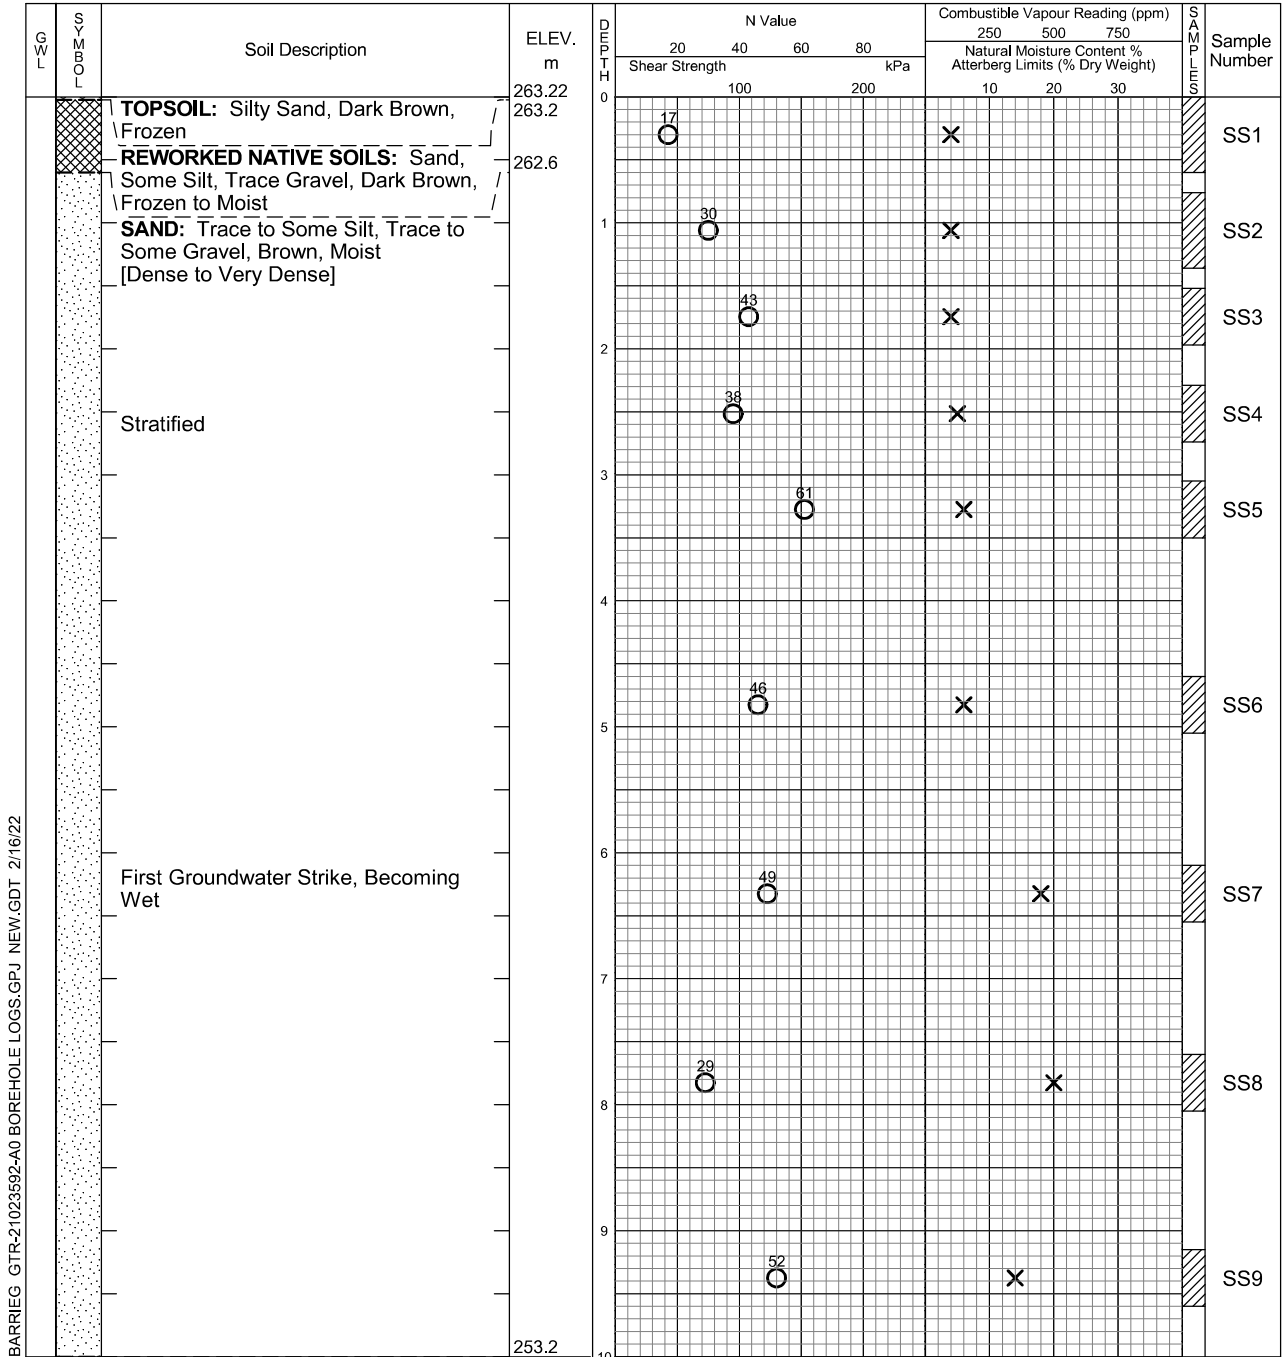 GWL
SYMBOL
Soil Description
ELEV.
m
DEPTH
N Value
20 40 60 80
Shear Strength kPa
100 200
Combustible Vapour Reading (ppm)
250 500 750
Natural Moisture Content %
Atterberg Limits (% Dry Weight)
10 20 30
SAMPLES
Sample
Number
263.22
0
TOPSOIL: Silty Sand, Dark Brown,
Frozen
263.2
17
SS1
REWORKED NATIVE SOILS: Sand,
Some Silt, Trace Gravel, Dark Brown,
Frozen to Moist
262.6
SAND: Trace to Some Silt, Trace to
Some Gravel, Brown, Moist
[Dense to Very Dense]
1
30
SS2
43
SS3
2
38
SS4
Stratified
3
61
SS5
4
46
SS6
5
6
First Groundwater Strike, Becoming
Wet
49
SS7
7
29
SS8
8
9
52
SS9
253.2
10
BARRIEG GTR-21023592-A0 BOREHOLE LOGS.GPJ NEW.GDT 2/16/22